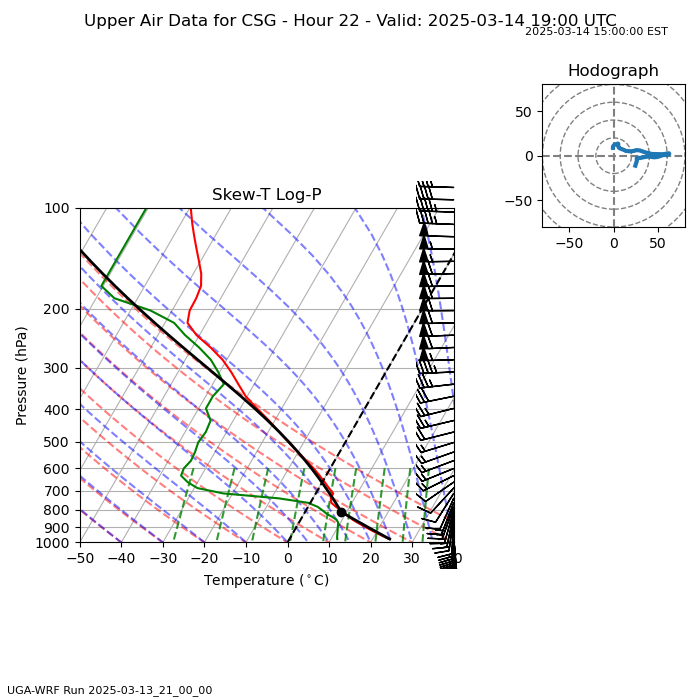 Upper Air Data for CSG - Hour 22 - Valid: 2025-03-14 19:00 UTC
2025-03-14 15:00:00 EST
Hodograph
50
0
−50
−50 0 50
Skew-T Log-P
100
200
300
400
500
600
700
800
900
1000
Pressure (hPa)
−50 −40 −30 −20 −10 0 10 20 30
Temperature (°C)
UGA-WRF Run 2025-03-13_21_00_00